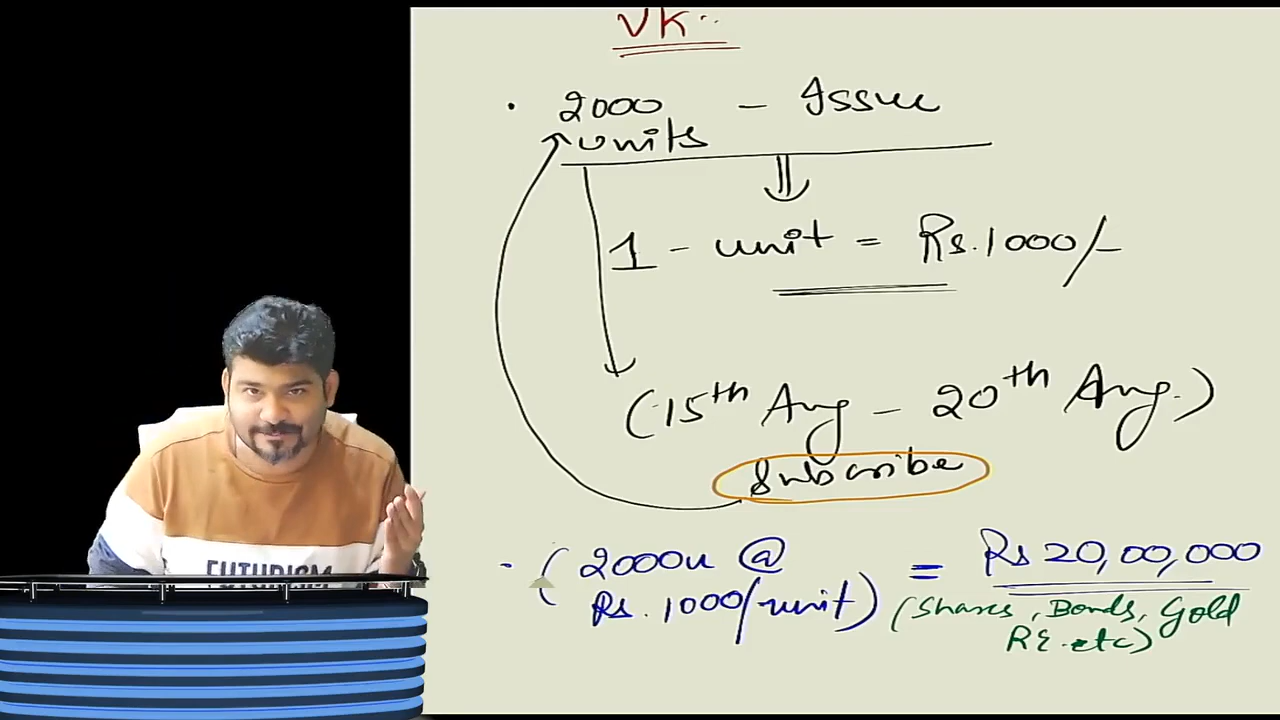 VK
• 2000 - Issue
units
1 - unit = Rs.1000/-
(15th Aug - 20th Aug.)
Subscribe
• (2000u @ = Rs 20,00,000
Rs. 1000/unit) (Shares, Bonds, Gold
RE. etc)
FUTURISM